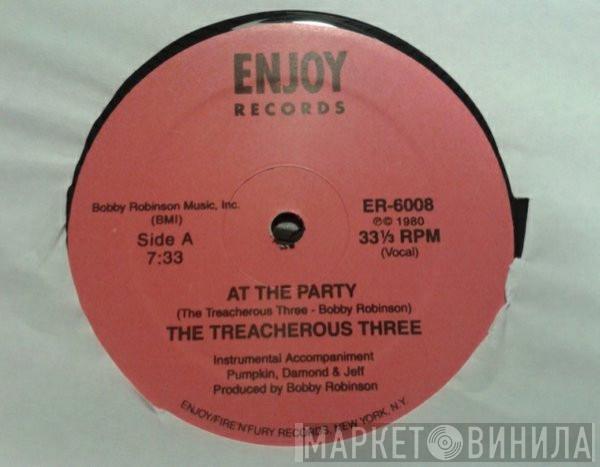 ENJOY
RECORDS
Bobby Robinson Music, Inc.
(BMI)
Side A
7:33
ER-6008
℗© 1980
33⅓ RPM
(Vocal)
AT THE PARTY
(The Treacherous Three - Bobby Robinson)
THE TREACHEROUS THREE
Instrumental Accompaniment
Pumpkin, Damond & Jeff
Produced by Bobby Robinson
ENJOY/FIRE'N'FURY RECORDS, NEW YORK, N.Y.
МАРКЕТ ВИНИЛА